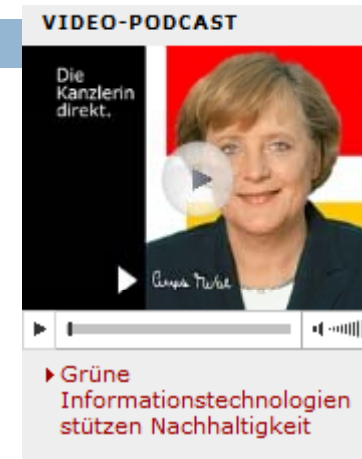 VIDEO-PODCAST
Die
Kanzlerin
direkt.
Grüne
Informationstechnologien
stützen Nachhaltigkeit